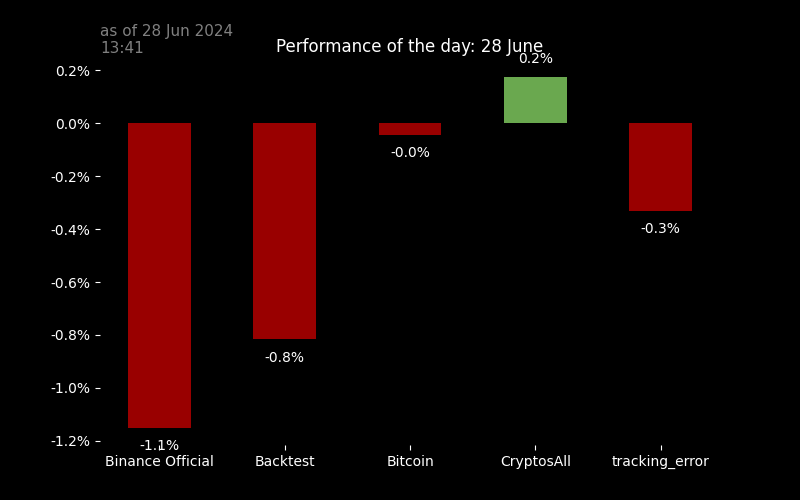 as of 28 Jun 2024
13:41
Performance of the day: 28 June
0.2%
0.2%
0.0%
-0.0%
-0.2%
-0.3%
-0.4%
-0.6%
-0.8%
-0.8%
-1.0%
-1.2%
-1.1%
Binance Official
Backtest
Bitcoin
CryptosAll
tracking_error